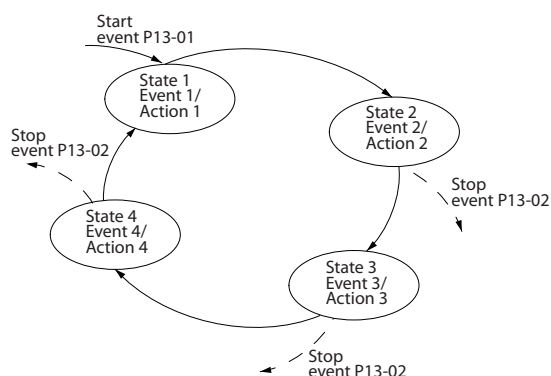 Start
event P13-01
State 1
Event 1/
Action 1
State 2
Event 2/
Action 2
Stop
event P13-02
State 3
Event 3/
Action 3
Stop
event P13-02
State 4
Event 4/
Action 4
Stop
event P13-02